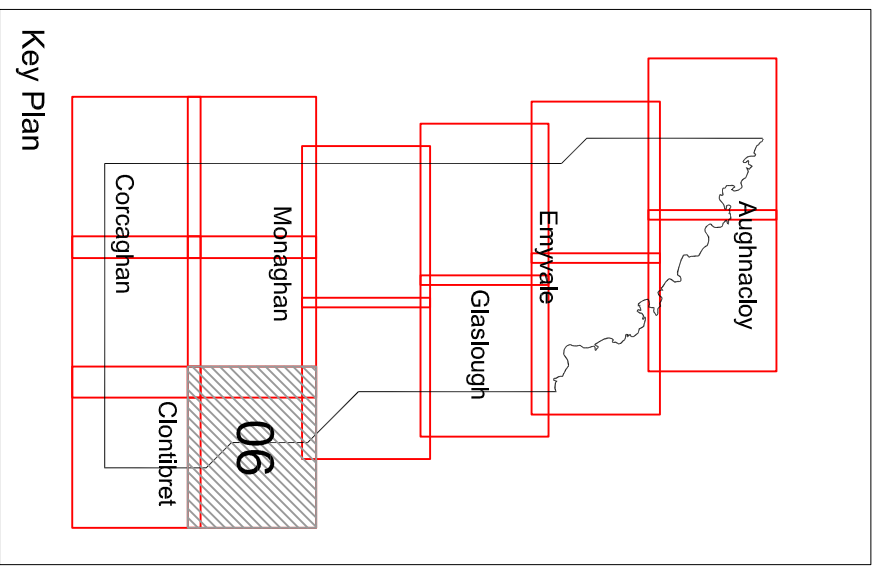 Key Plan
Aughnacloy
Emyvale
Glaslough
Monaghan
Corcaghan
Clontibret
06